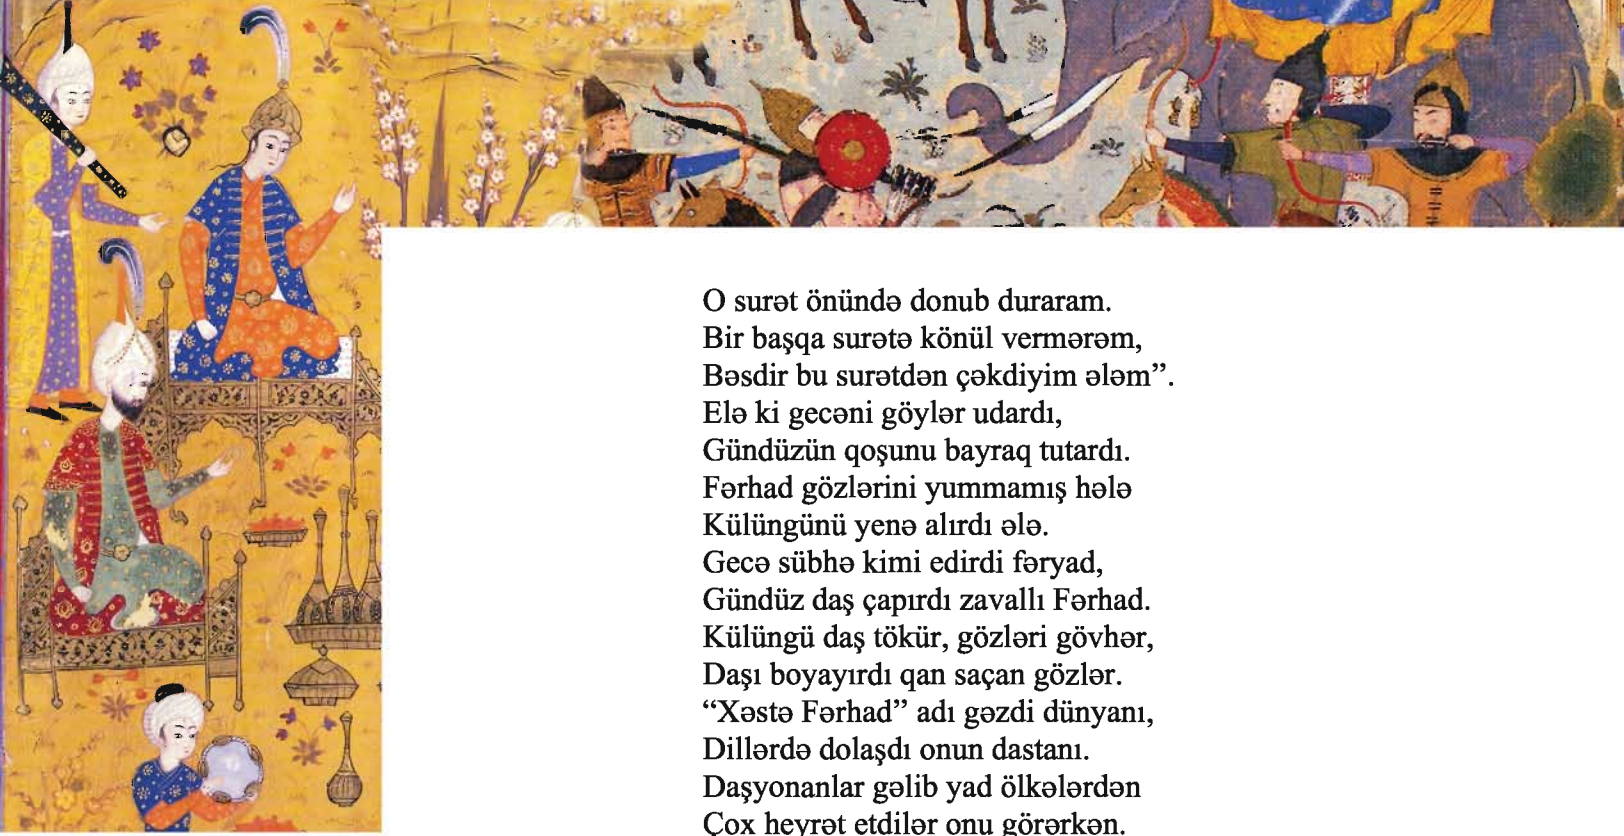 O surət önündə donub duraram.
Bir başqa surətə könül vermərəm,
Bəsdir bu surətdən çəkdiyim ələm”.
Elə ki gecəni göylər udardı,
Gündüzün qoşunu bayraq tutardı.
Fərhad gözlərini yummamış hələ
Külüngünü yenə alırdı ələ.
Gecə sübhə kimi edirdi fəryad,
Gündüz daş çapırdı zavallı Fərhad.
Külüngü daş tökür, gözləri gövhər,
Daşı boyayırdı qan saçan gözlər.
“Xəstə Fərhad” adı gəzdi dünyanı,
Dillərdə dolaşdı onun dastanı.
Daşyonanlar gəlib yad ölkələrdən
Çox heyrət etdilər onu görərkən.